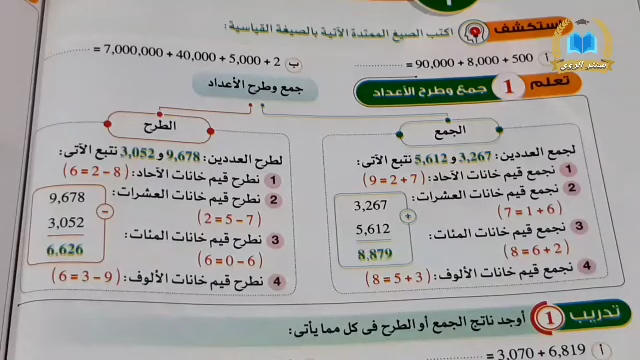 استكشف
اكتب الصيغ الممتدة الآتية بالصيغة القياسية:
أ 90,000 + 8,000 + 500 =
ب 7,000,000 + 40,000 + 5,000 + 2 =
تعلم 1 جمع وطرح الأعداد
جمع وطرح الأعداد
الجمع
لجمع العددين: 3,267 و 5,612 نتبع الآتى:
1 نجمع قيم خانات الآحاد: (9 = 2 + 7)
2 نجمع قيم خانات العشرات:
(7 = 1 + 6)
3 نجمع قيم خانات المئات:
(8 = 6 + 2)
4 نجمع قيم خانات الألوف: (8 = 5 + 3)
3,267
+
5,612
8,879
الطرح
لطرح العددين: 9,678 و 3,052 نتبع الآتى:
1 نطرح قيم خانات الآحاد: (6 = 2 − 8)
2 نطرح قيم خانات العشرات:
(2 = 5 − 7)
3 نطرح قيم خانات المئات:
(6 = 0 − 6)
4 نطرح قيم خانات الألوف: (6 = 3 − 9)
9,678
−
3,052
6,626
تدريب 1 أوجد ناتج الجمع أو الطرح فى كل مما يأتى:
أ 3,070 + 6,819 =